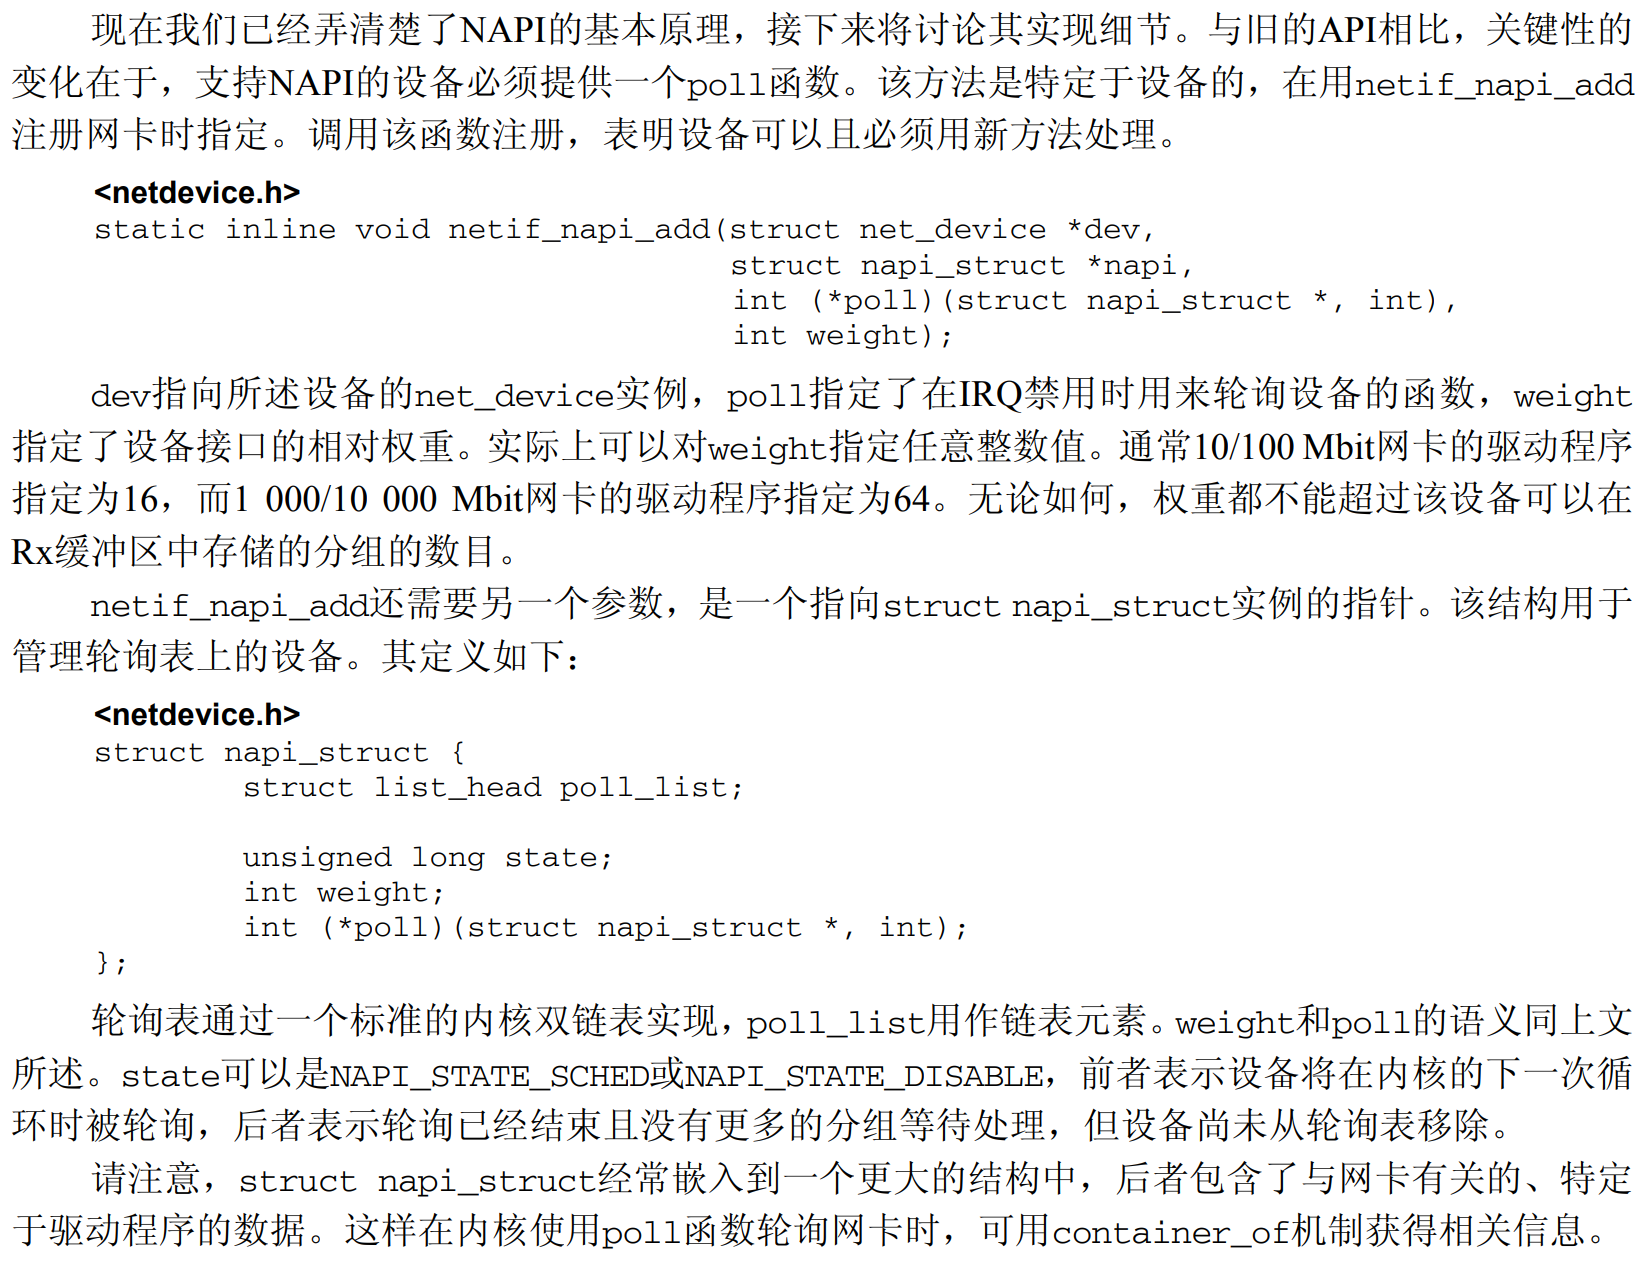 现在我们已经弄清楚了NAPI的基本原理，接下来将讨论其实现细节。与旧的API相比，关键性的
变化在于，支持NAPI的设备必须提供一个poll函数。该方法是特定于设备的，在用netif_napi_add
注册网卡时指定。调用该函数注册，表明设备可以且必须用新方法处理。
<netdevice.h>
static inline void netif_napi_add(struct net_device *dev,
struct napi_struct *napi,
int (*poll)(struct napi_struct *, int),
int weight);
dev指向所述设备的net_device实例，poll指定了在IRQ禁用时用来轮询设备的函数，weight
指定了设备接口的相对权重。实际上可以对weight指定任意整数值。通常10/100 Mbit网卡的驱动程序
指定为16，而1 000/10 000 Mbit网卡的驱动程序指定为64。无论如何，权重都不能超过该设备可以在
Rx缓冲区中存储的分组的数目。
netif_napi_add还需要另一个参数，是一个指向struct napi_struct实例的指针。该结构用于
管理轮询表上的设备。其定义如下：
<netdevice.h>
struct napi_struct {
struct list_head poll_list;
unsigned long state;
int weight;
int (*poll)(struct napi_struct *, int);
};
轮询表通过一个标准的内核双链表实现，poll_list用作链表元素。weight和poll的语义同上文
所述。state可以是NAPI_STATE_SCHED或NAPI_STATE_DISABLE，前者表示设备将在内核的下一次循
环时被轮询，后者表示轮询已经结束且没有更多的分组等待处理，但设备尚未从轮询表移除。
请注意，struct napi_struct经常嵌入到一个更大的结构中，后者包含了与网卡有关的、特定
于驱动程序的数据。这样在内核使用poll函数轮询网卡时，可用container_of机制获得相关信息。